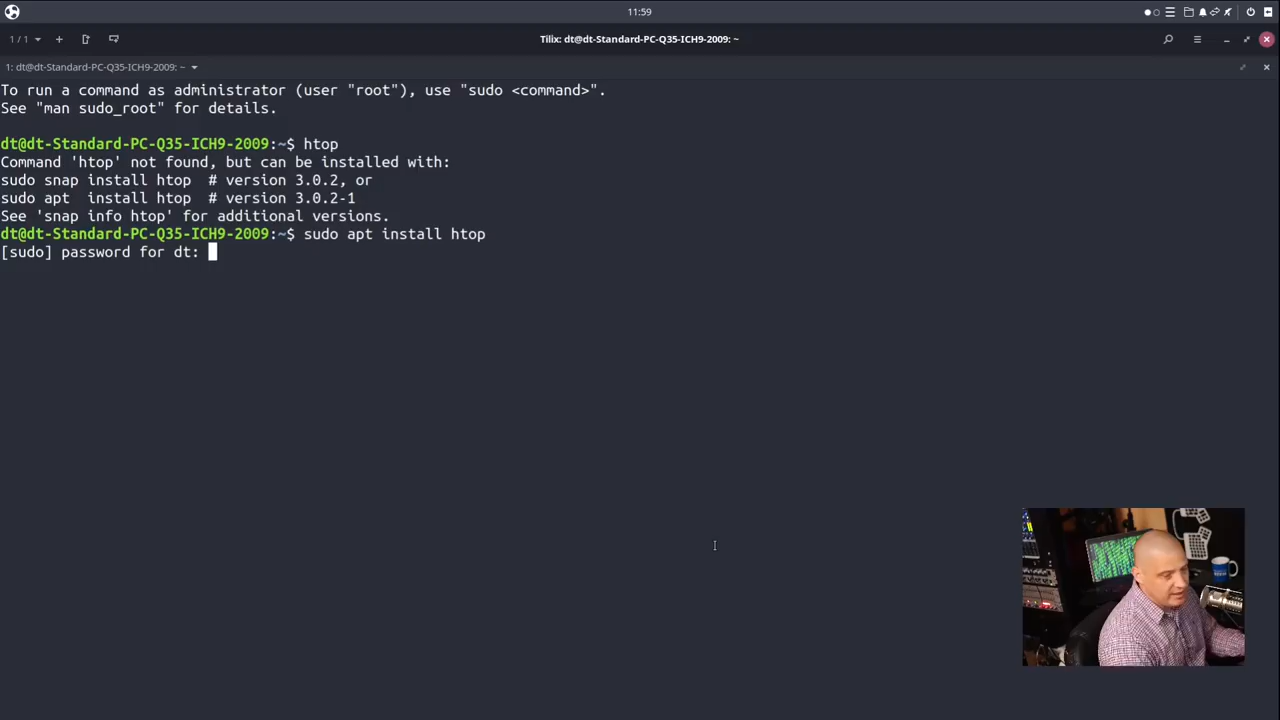 11:59
1 / 1
Tilix: dt@dt-Standard-PC-Q35-ICH9-2009: ~
1: dt@dt-Standard-PC-Q35-ICH9-2009: ~
To run a command as administrator (user "root"), use "sudo <command>".
See "man sudo_root" for details.
dt@dt-Standard-PC-Q35-ICH9-2009:~$ htop
Command 'htop' not found, but can be installed with:
sudo snap install htop  # version 3.0.2, or
sudo apt  install htop  # version 3.0.2-1
See 'snap info htop' for additional versions.
dt@dt-Standard-PC-Q35-ICH9-2009:~$ sudo apt install htop
[sudo] password for dt: